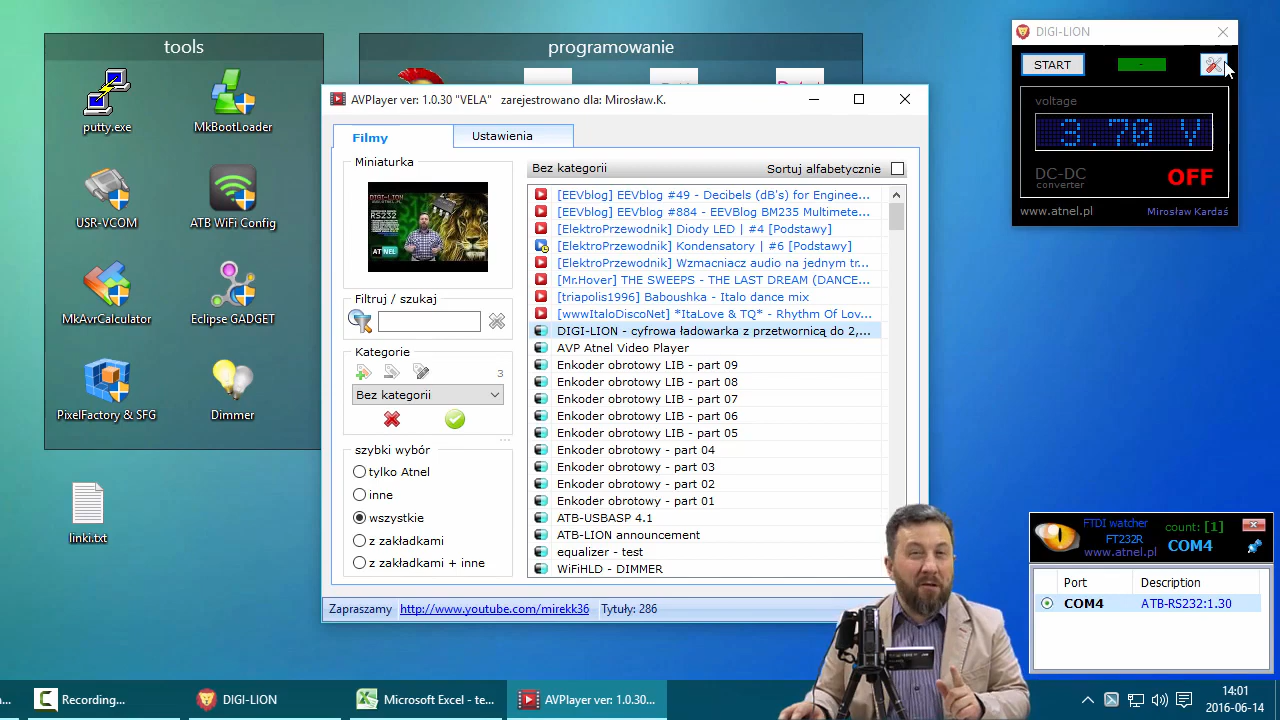 tools
programowanie
putty.exe
MkBootLoader
USR-VCOM
ATB WiFi Config
MkAvrCalculator
Eclipse GADGET
PixelFactory & SFG
Dimmer
linki.txt
AVPlayer ver: 1.0.30 "VELA" zarejestrowano dla: Mirosław.K.
Filmy
Ustawienia
Miniaturka
DIGI-LION
RS232
ATNEL
Filtruj / szukaj
Kategorie
3
Bez kategorii
szybki wybór
tylko Atnel
inne
wszystkie
z zakładkami
z zakładkami + inne
Bez kategorii
Sortuj alfabetycznie
[EEVblog] EEVblog #49 - Decibels (dB's) for Enginee...
[EEVblog] EEVblog #884 - EEVBlog BM235 Multimete...
[ElektroPrzewodnik] Diody LED | #4 [Podstawy]
[ElektroPrzewodnik] Kondensatory | #6 [Podstawy]
[ElektroPrzewodnik] Wzmacniacz audio na jednym tr...
[Mr.Hover] THE SWEEPS - THE LAST DREAM (DANCE...
[triapolis1996] Baboushka - Italo dance mix
[wwwItaloDiscoNet] *ItaLove & TQ* - Rhythm Of Lov...
DIGI-LION - cyfrowa ładowarka z przetwornicą do 2,...
AVP Atnel Video Player
Enkoder obrotowy LIB - part 09
Enkoder obrotowy LIB - part 08
Enkoder obrotowy LIB - part 07
Enkoder obrotowy LIB - part 06
Enkoder obrotowy LIB - part 05
Enkoder obrotowy - part 04
Enkoder obrotowy - part 03
Enkoder obrotowy - part 02
Enkoder obrotowy - part 01
ATB-USBASP 4.1
ATB-LION announcement
equalizer - test
WiFiHLD - DIMMER
Zapraszamy http://www.youtube.com/mirekk36 Tytuły: 286
DIGI-LION
START
-
voltage
3.70 V
DC-DC
converter
OFF
www.atnel.pl
Mirosław Kardaś
FTDI watcher
FT232R
www.atnel.pl
count: [1]
COM4
Port Description
COM4 ATB-RS232:1.30
Recording...
DIGI-LION
Microsoft Excel - te...
AVPlayer ver: 1.0.30...
14:01
2016-06-14